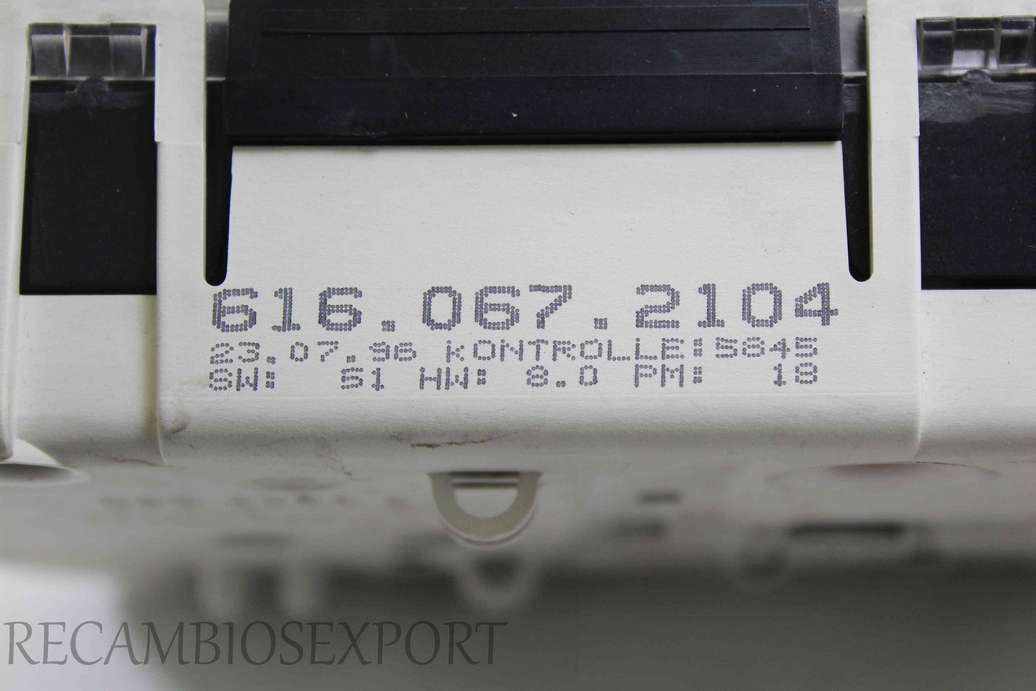 616.067.2104
23.07.96 KONTROLLE:5845
SW: 51 HW: 8.0 PM: 18
RECAMBIOSEXPORT